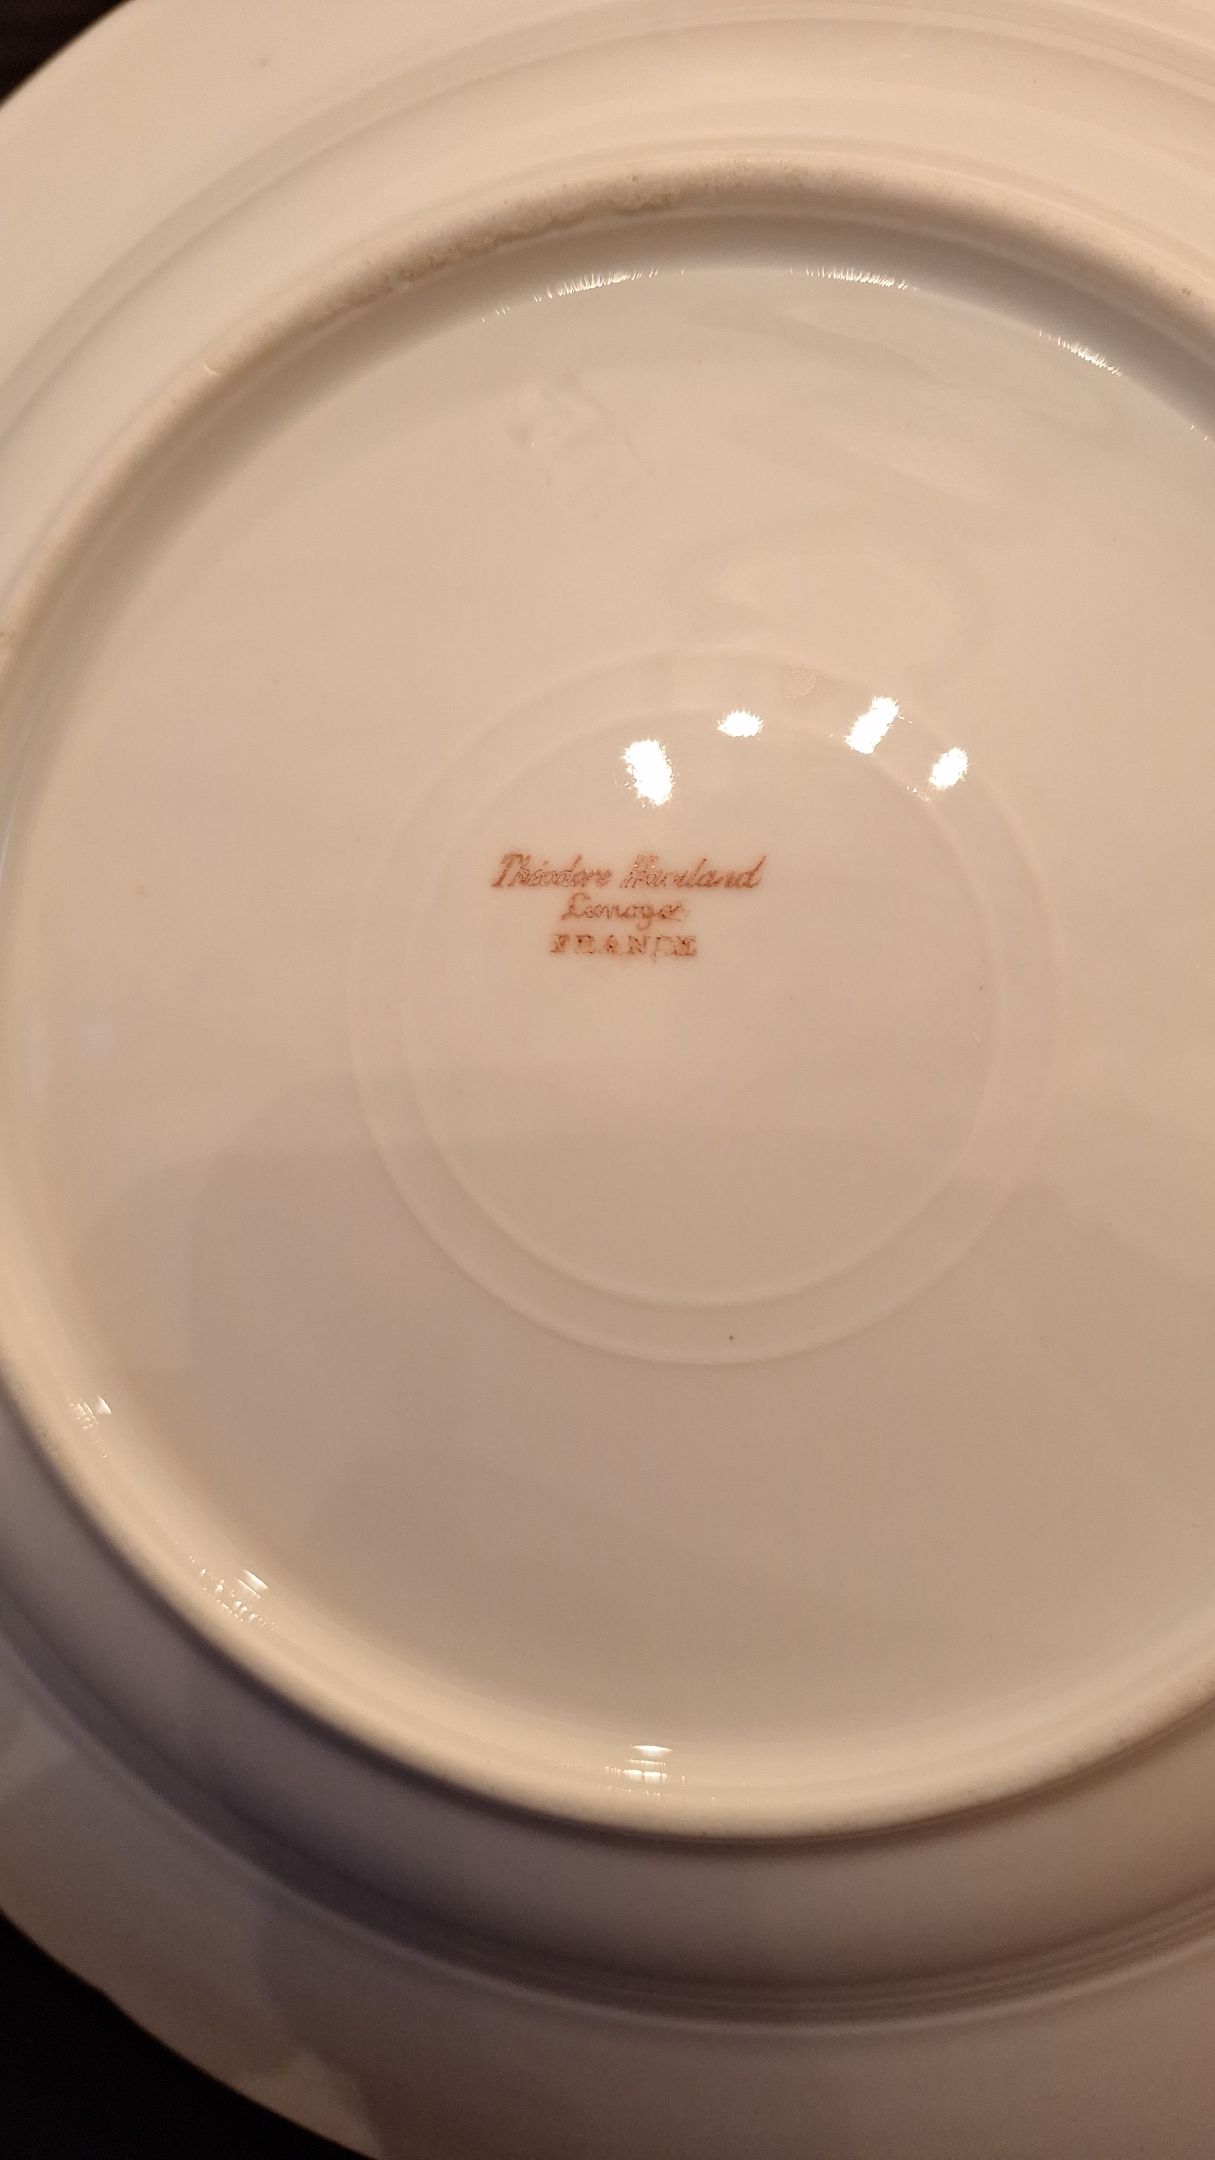 Théodore Haviland
Limoges
FRANCE